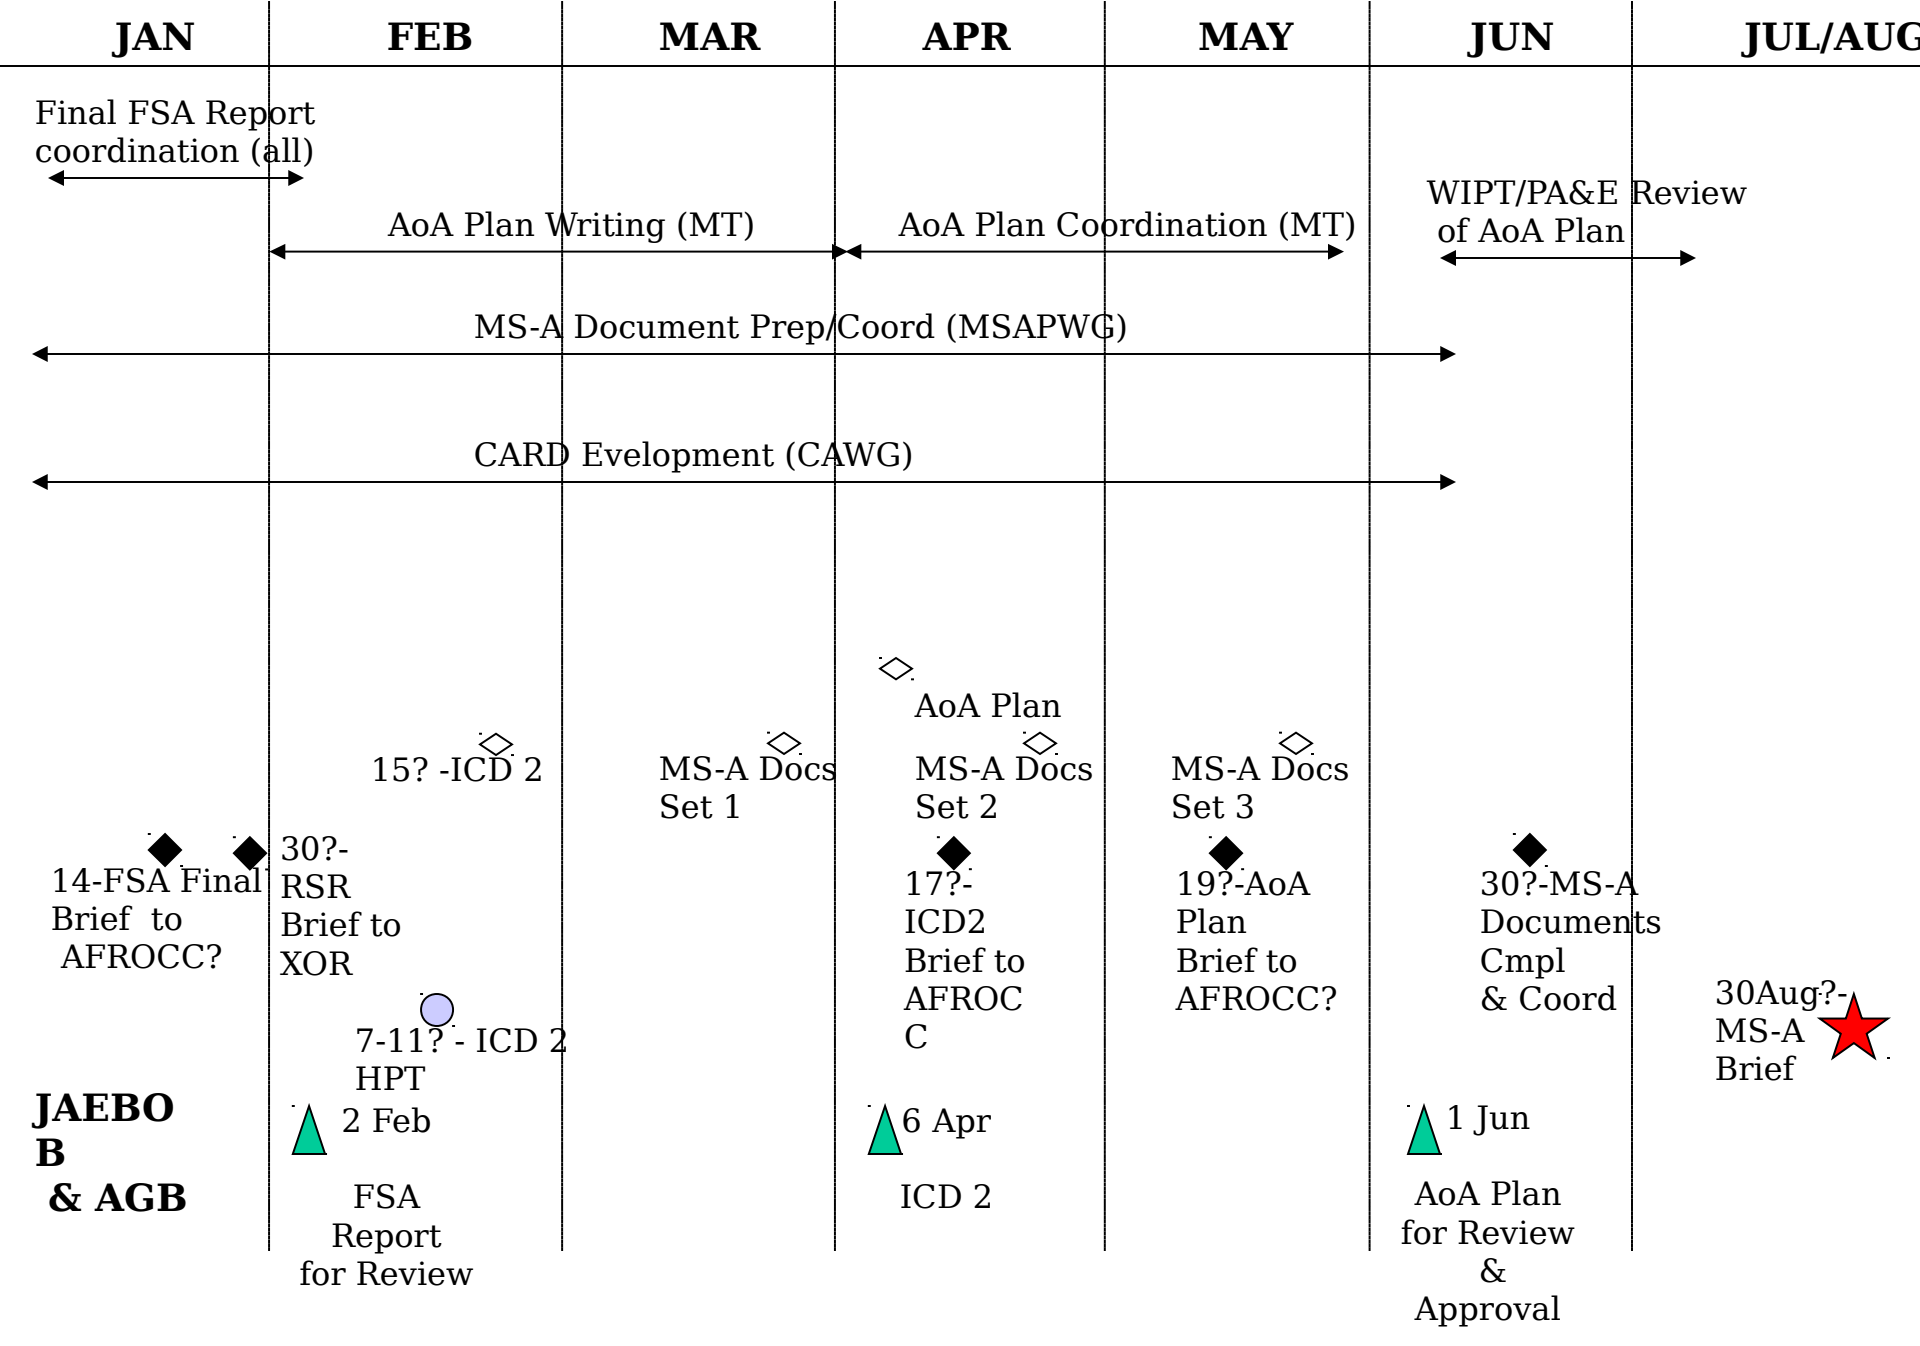 JAN FEB MAR APR MAY JUN JUL/AUG
Final FSA Report
coordination (all)
WIPT/PA&E Review
of AoA Plan
AoA Plan Writing (MT)
AoA Plan Coordination (MT)
MS-A Document Prep/Coord (MSAPWG)
CARD Evelopment (CAWG)
AoA Plan
15? -ICD 2
MS-A Docs
Set 1
MS-A Docs
Set 2
MS-A Docs
Set 3
14-FSA Final
Brief to
AFROCC?
30?-
RSR
Brief to
XOR
17?-
ICD2
Brief to
AFROC
C
19?-AoA
Plan
Brief to
AFROCC?
30?-MS-A
Documents
Cmpl
& Coord
30Aug?-
MS-A
Brief
7-11? - ICD 2
HPT
JAEBO
B
& AGB
2 Feb
FSA
Report
for Review
6 Apr
ICD 2
1 Jun
AoA Plan
for Review
&
Approval